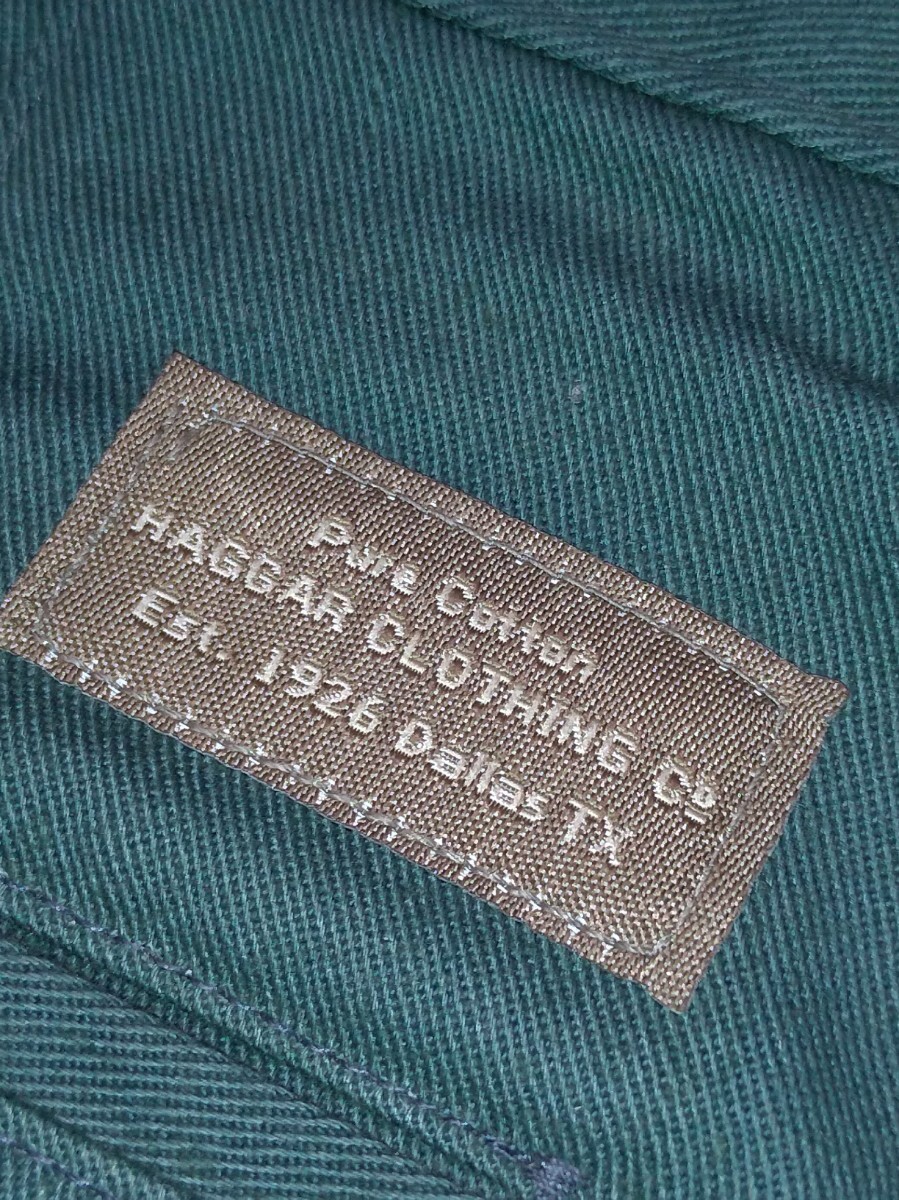 Pure Cotton
HAGGAR CLOTHING Co
Est. 1926 Dallas TX